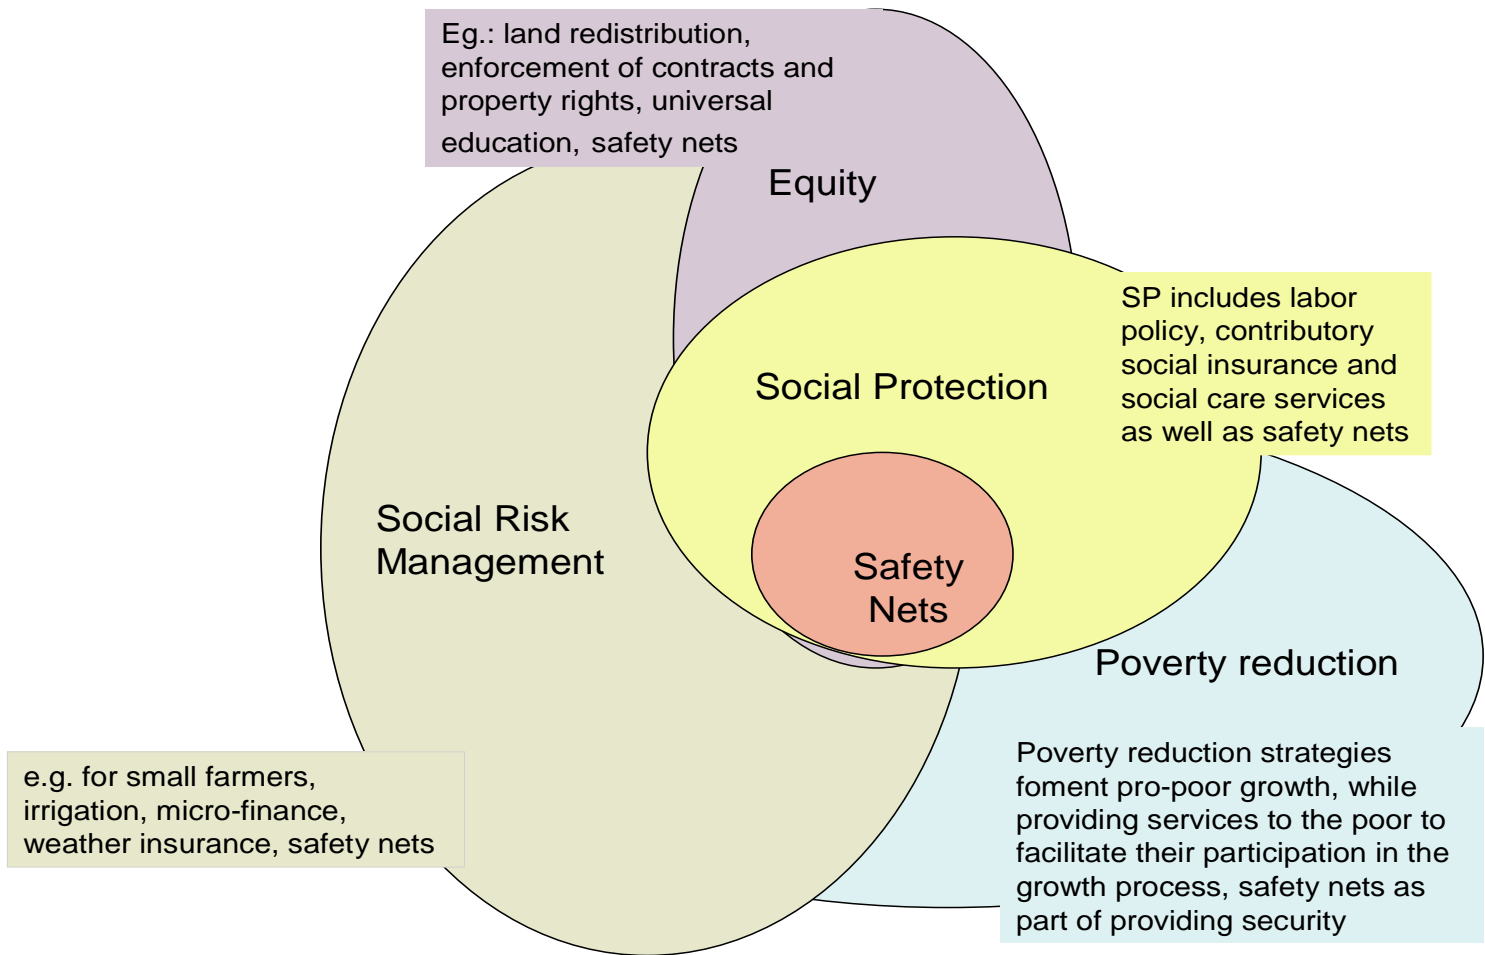 Eg.: land redistribution,
enforcement of contracts and
property rights, universal
education, safety nets
Equity
SP includes labor
policy, contributory
social insurance and
social care services
as well as safety nets
Social Protection
Social Risk
Management
Safety
Nets
Poverty reduction
Poverty reduction strategies
foment pro-poor growth, while
providing services to the poor to
facilitate their participation in the
growth process, safety nets as
part of providing security
e.g. for small farmers,
irrigation, micro-finance,
weather insurance, safety nets